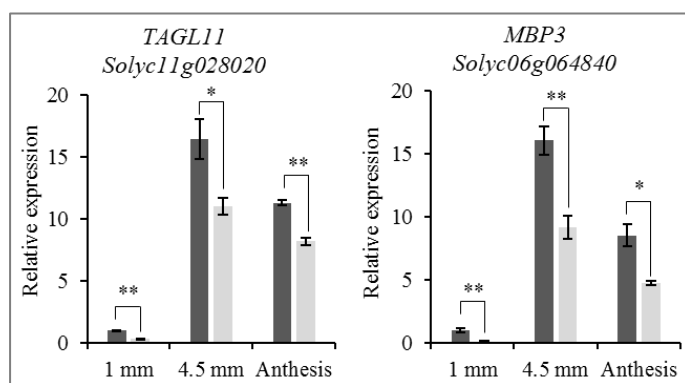 TAGL11
Solyc11g028020
Relative expression
20
15
10
5
0
**
*
**
1 mm
4.5 mm
Anthesis
MBP3
Solyc06g064840
Relative expression
20
15
10
5
0
**
**
*
1 mm
4.5 mm
Anthesis